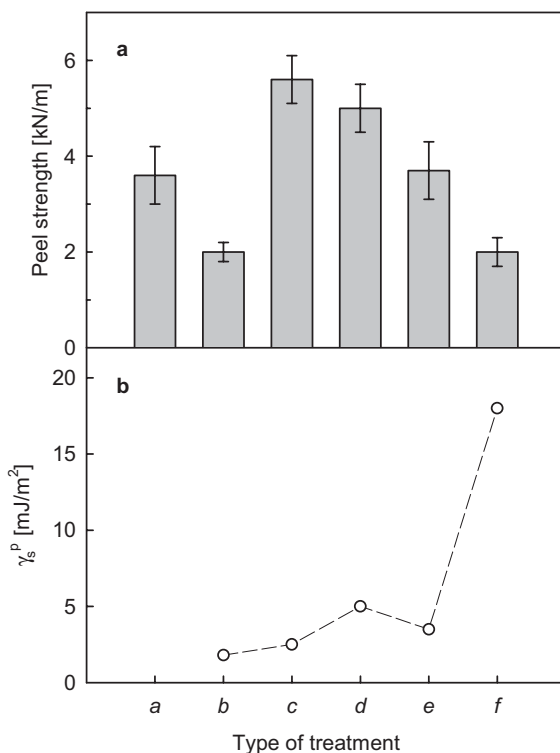 a
Peel strength [kN/m]
6
4
2
0
b
γₛᵖ [mJ/m²]
20
15
10
5
0
a b c d e f
Type of treatment